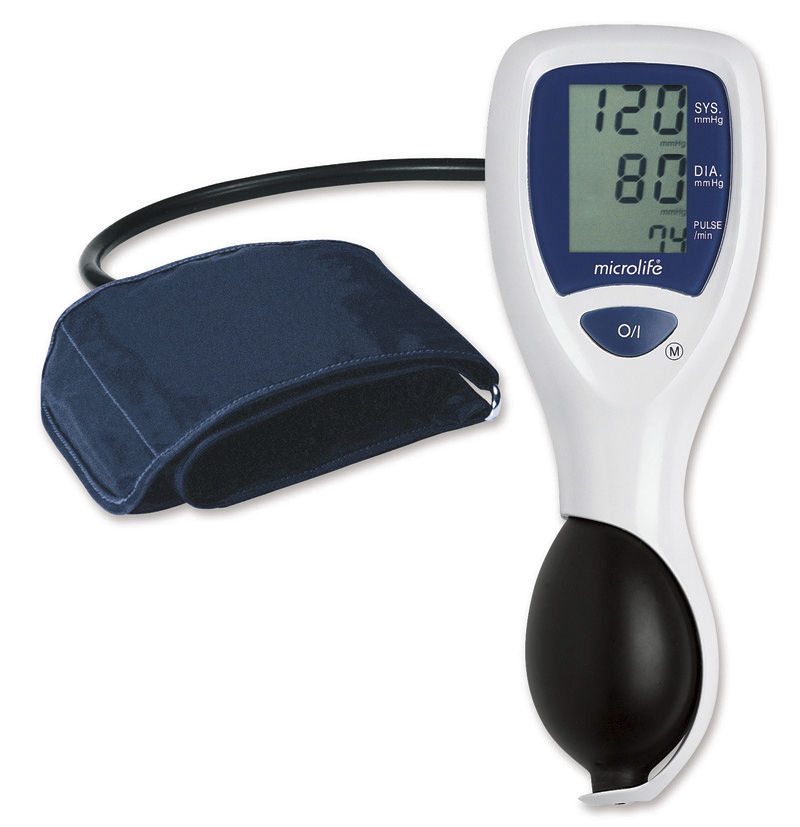 120 SYS.
mmHg
mmHg
80 DIA.
mmHg
mmHg
74 PULSE
/min
microlife®
O/I
M